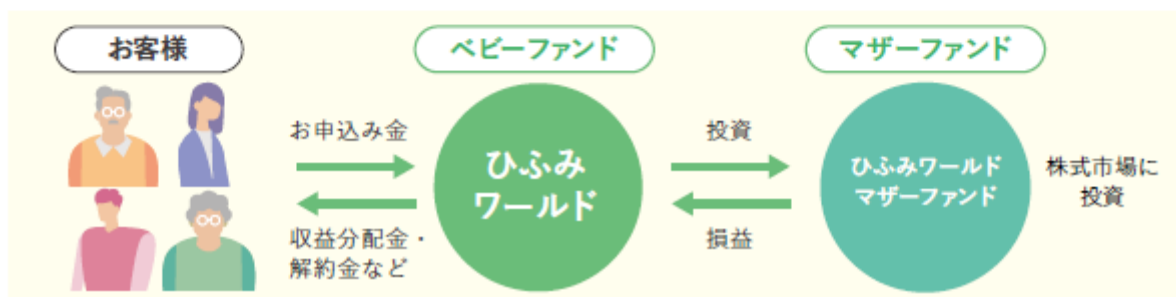 お客様
ベビーファンド
マザーファンド
お申込み金
収益分配金・
解約金など
ひふみ
ワールド
投資
損益
ひふみワールド
マザーファンド
株式市場に
投資